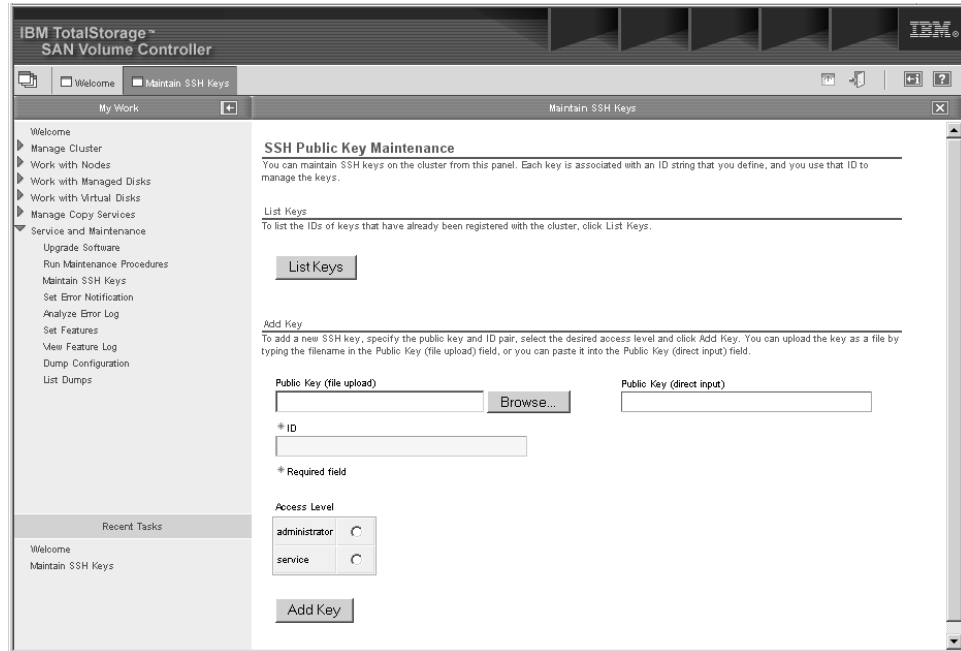 IBM TotalStorage™
SAN Volume Controller
IBM®
Welcome
Maintain SSH Keys
My Work
Maintain SSH Keys
Welcome
Manage Cluster
Work with Nodes
Work with Managed Disks
Work with Virtual Disks
Manage Copy Services
Service and Maintenance
Upgrade Software
Run Maintenance Procedures
Maintain SSH Keys
Set Error Notification
Analyze Error Log
Set Features
View Feature Log
Dump Configuration
List Dumps
Recent Tasks
Welcome
Maintain SSH Keys
SSH Public Key Maintenance
You can maintain SSH keys on the cluster from this panel. Each key is associated with an ID string that you define, and you use that ID to
manage the keys.
List Keys
To list the IDs of keys that have already been registered with the cluster, click List Keys.
List Keys
Add Key
To add a new SSH key, specify the public key and ID pair, select the desired access level and click Add Key. You can upload the key as a file by
typing the filename in the Public Key (file upload) field, or you can paste it into the Public Key (direct input) field.
Public Key (file upload)
Public Key (direct input)
Browse...
* ID
* Required field
Access Level
administrator
service
Add Key